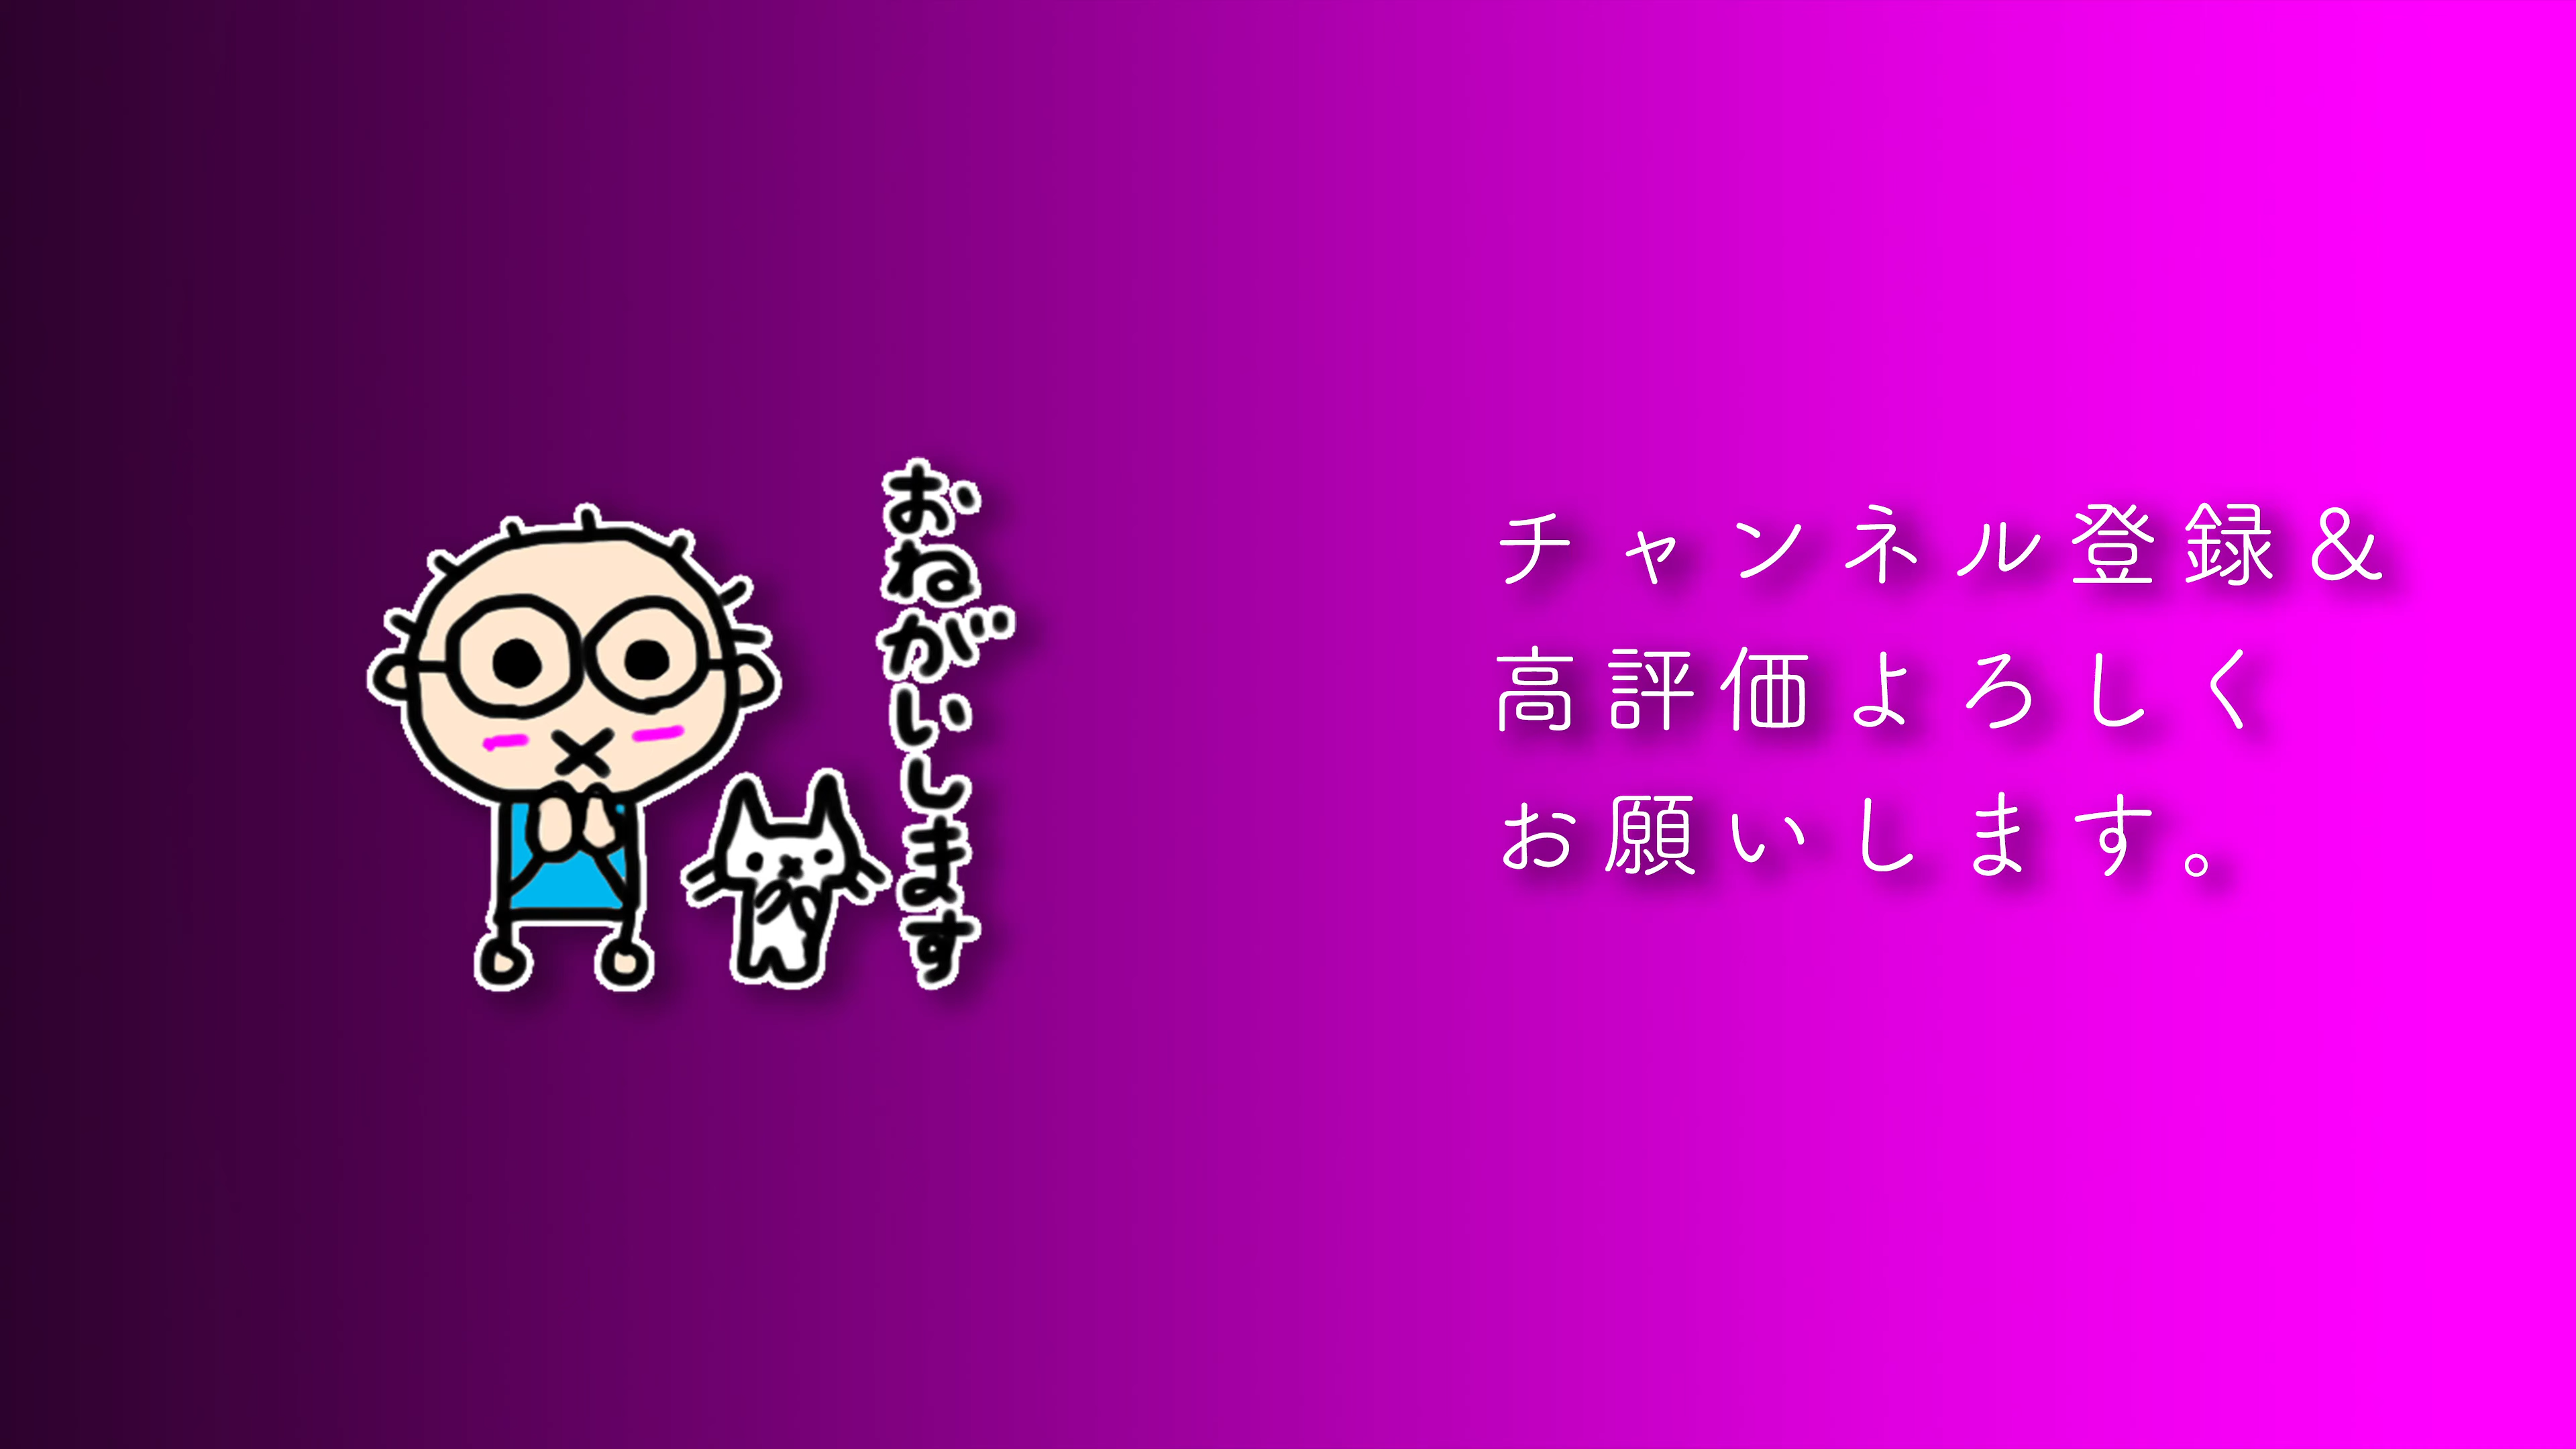 おねがいします
チャンネル登録＆
高評価よろしく
お願いします。